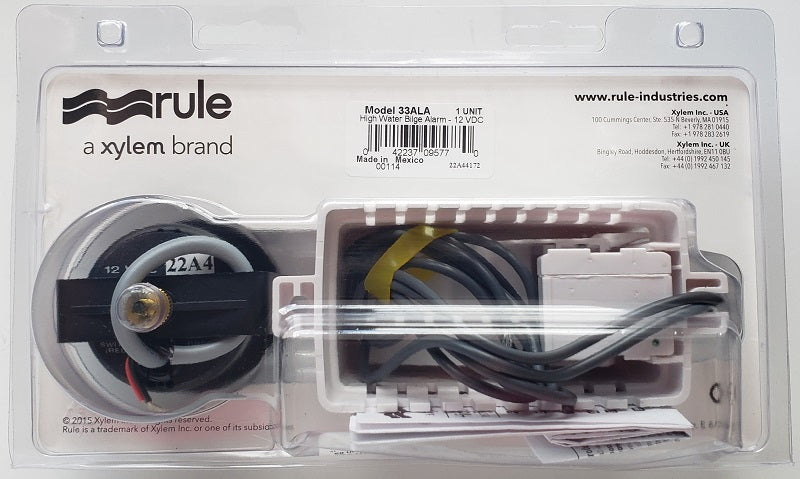 rule
a xylem brand
Model 33ALA 1 UNIT
High Water Bilge Alarm - 12 VDC
0 42237 09577 0
Made in Mexico
00114 22A44172
www.rule-industries.com
Xylem Inc. - USA
100 Cummings Center, Ste. 535-N Beverly, MA 01915
Tel: +1 978 281 0440
Fax: +1 978 283 2619
Xylem Inc. - UK
Bingley Road, Hoddesdon, Hertfordshire, EN11 0BU
Tel: +44 (0) 1992 450 145
Fax: +44 (0) 1992 467 132
12
22A4
© 2015 Xylem reserved.
Rule is a trademark of Xylem Inc. or one of its